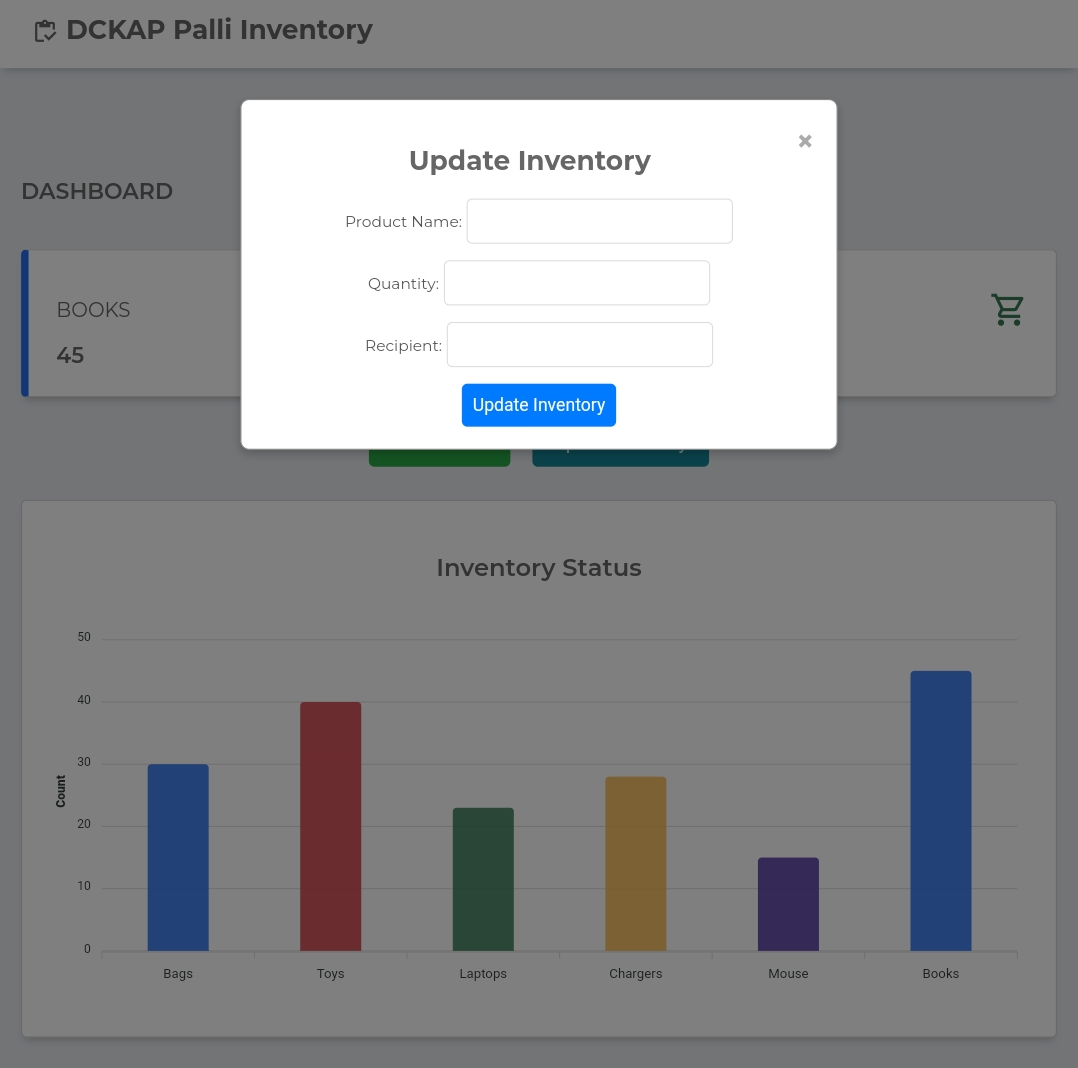 DCKAP Palli Inventory
✖
Update Inventory
DASHBOARD
Product Name:
Quantity:
BOOKS
45
Recipient:
Update Inventory
Inventory Status
50
40
30
20
10
0
Count
Bags Toys Laptops Chargers Mouse Books